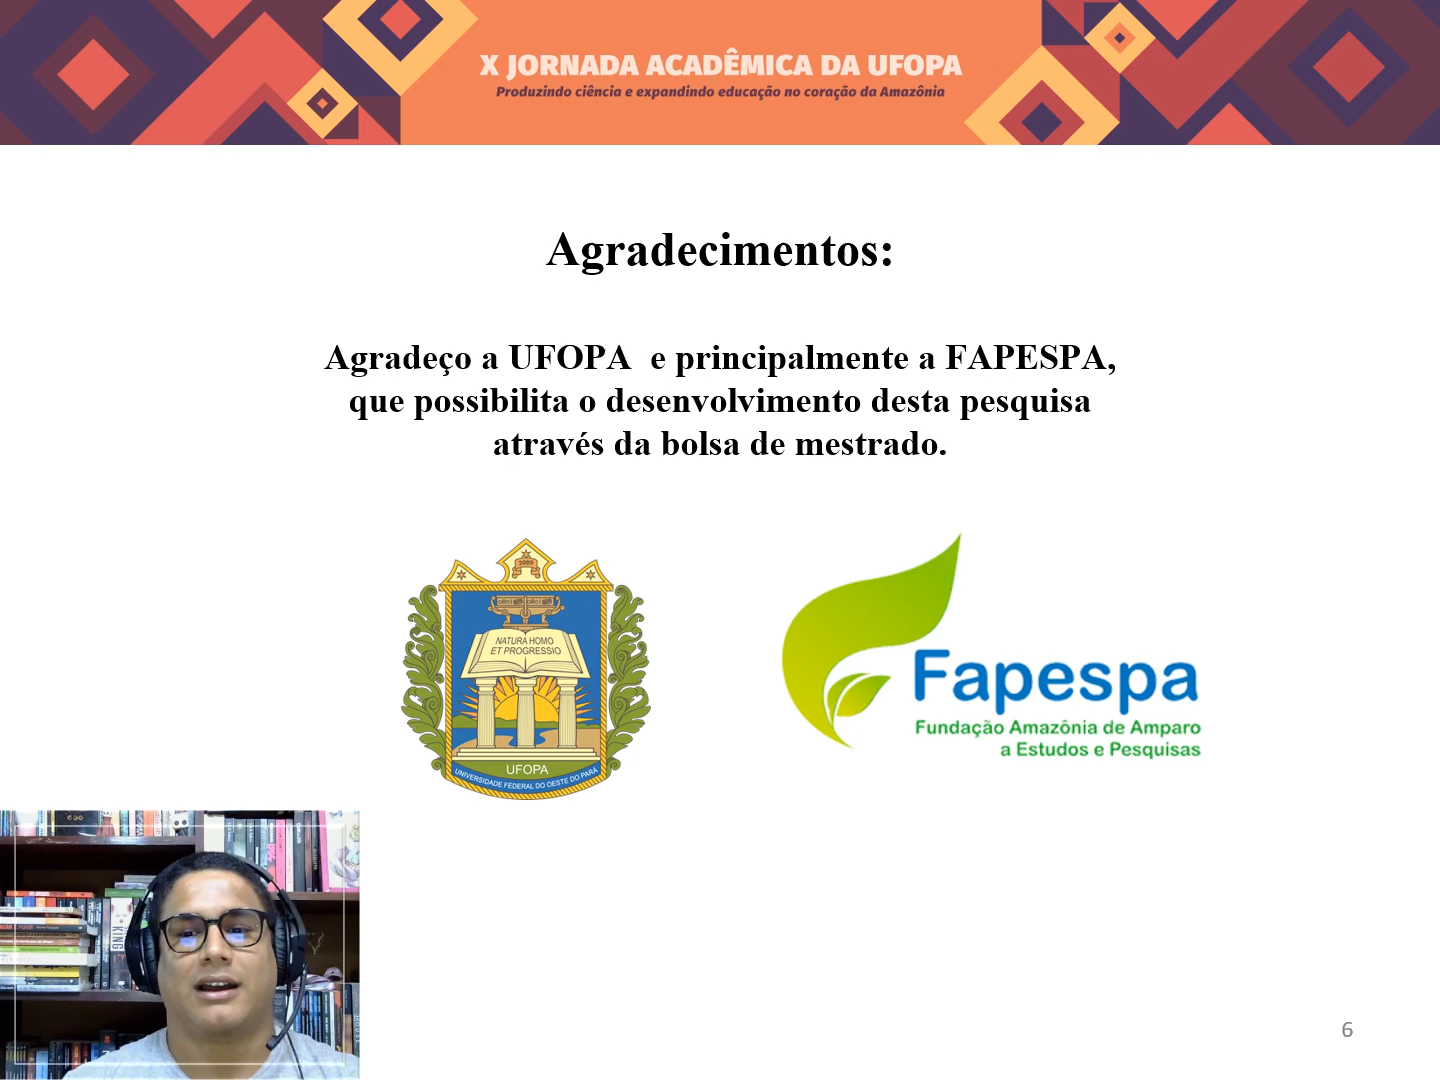 X JORNADA ACADÊMICA DA UFOPA
Produzindo ciência e expandindo educação no coração da Amazônia
Agradecimentos:
Agradeço a UFOPA  e principalmente a FAPESPA,
que possibilita o desenvolvimento desta pesquisa
através da bolsa de mestrado.
2009
NATURA HOMO
ET PROGRESSIO
UFOPA
UNIVERSIDADE FEDERAL DO OESTE DO PARÁ
Fapespa
Fundação Amazônia de Amparo
a Estudos e Pesquisas
KING
6